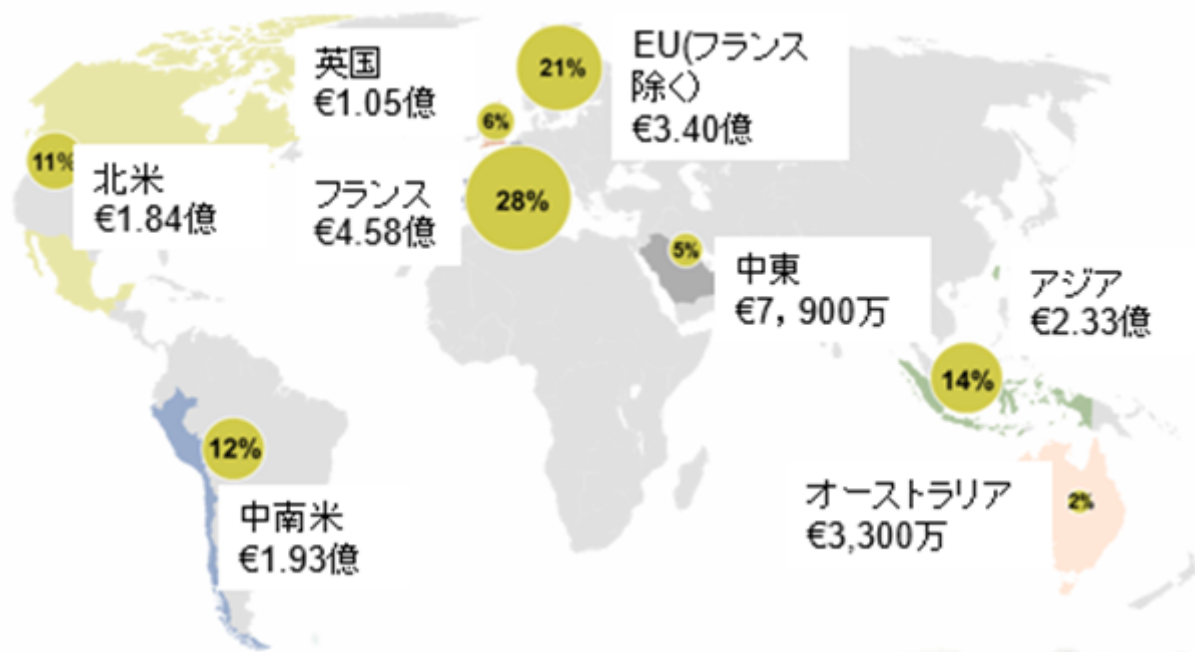 英国
€1.05億
21%
EU(フランス
除く)
€3.40億
6%
11%
北米
€1.84億
フランス
€4.58億
28%
5%
中東
€7, 900万
アジア
€2.33億
14%
12%
中南米
€1.93億
オーストラリア
€3,300万
2%